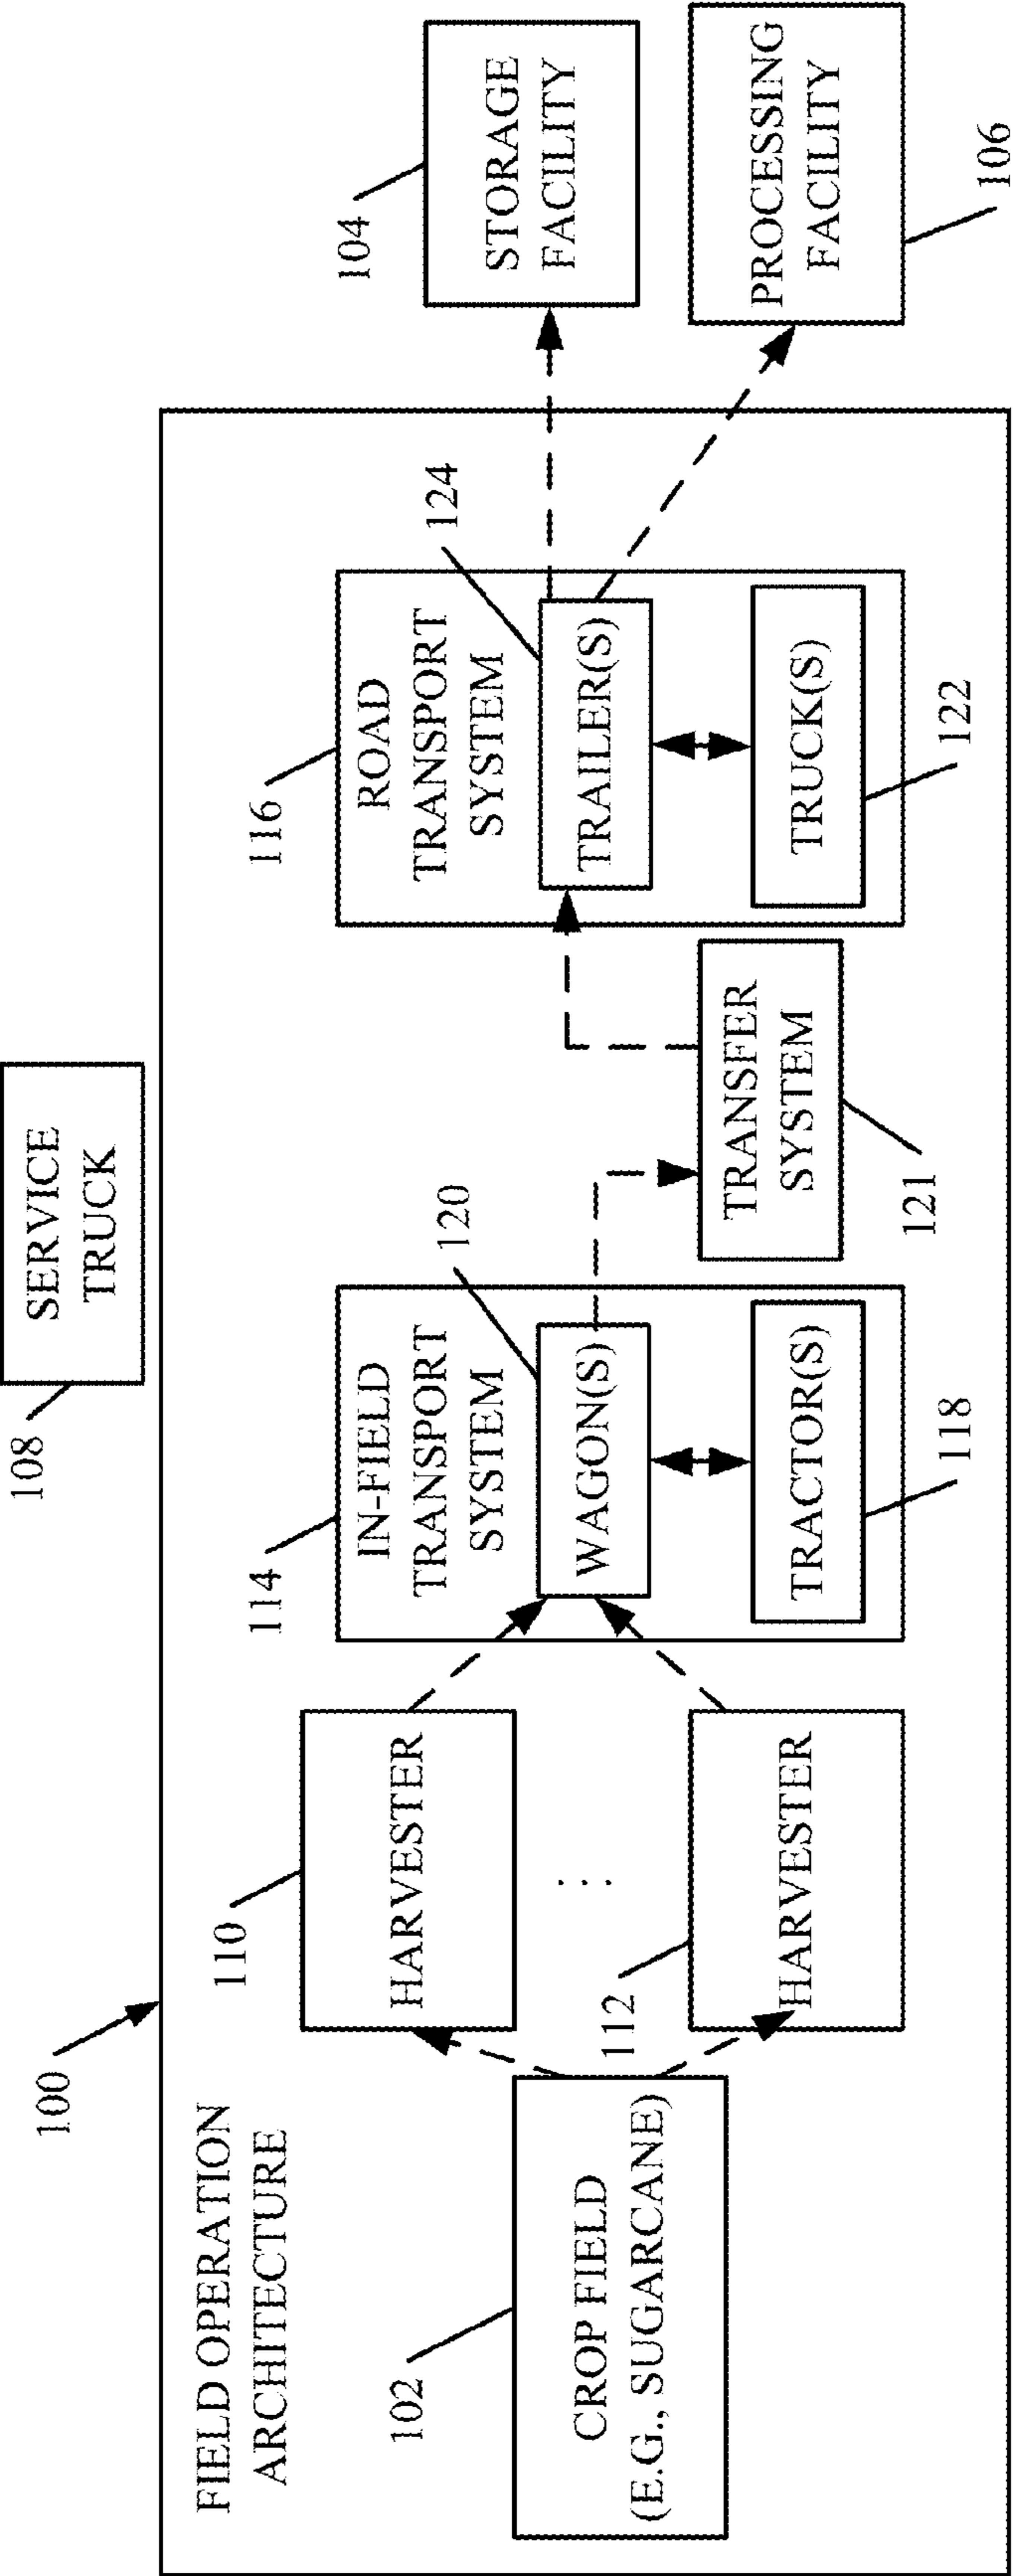 108
SERVICE
TRUCK
100
FIELD OPERATION
ARCHITECTURE
102
CROP FIELD
(E.G., SUGARCANE)
110
HARVESTER
...
112
HARVESTER
114
IN-FIELD
TRANSPORT
SYSTEM
120
WAGON(S)
TRACTOR(S)
118
TRANSFER
SYSTEM
121
116
ROAD
TRANSPORT
SYSTEM
124
TRAILER(S)
TRUCK(S)
122
104
STORAGE
FACILITY
PROCESSING
FACILITY
106